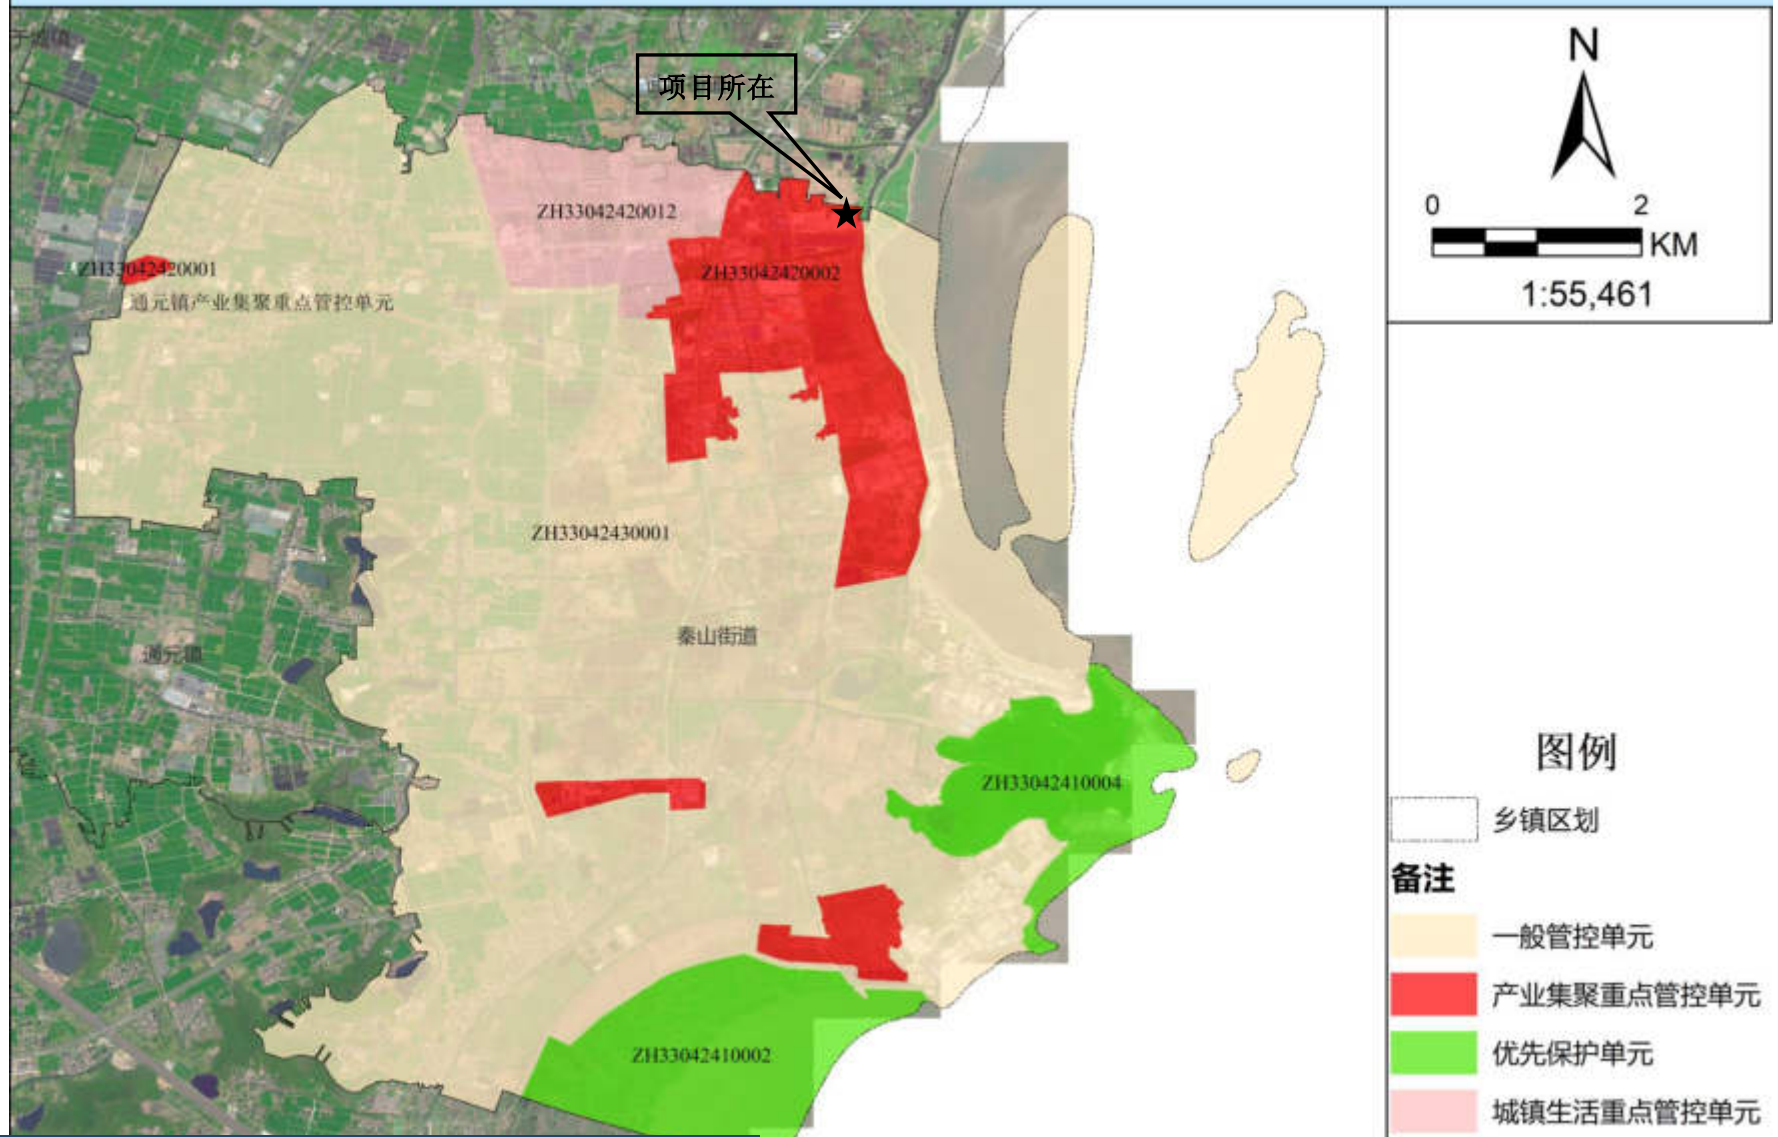 于城镇
项目所在
N
0 2
KM
1:55,461
ZH33042420012
ZH33042420001
ZH33042420002
通元镇产业集聚重点管控单元
ZH33042430001
秦山街道
通元镇
ZH33042410004
ZH33042410002
图例
乡镇区划
备注
一般管控单元
产业集聚重点管控单元
优先保护单元
城镇生活重点管控单元